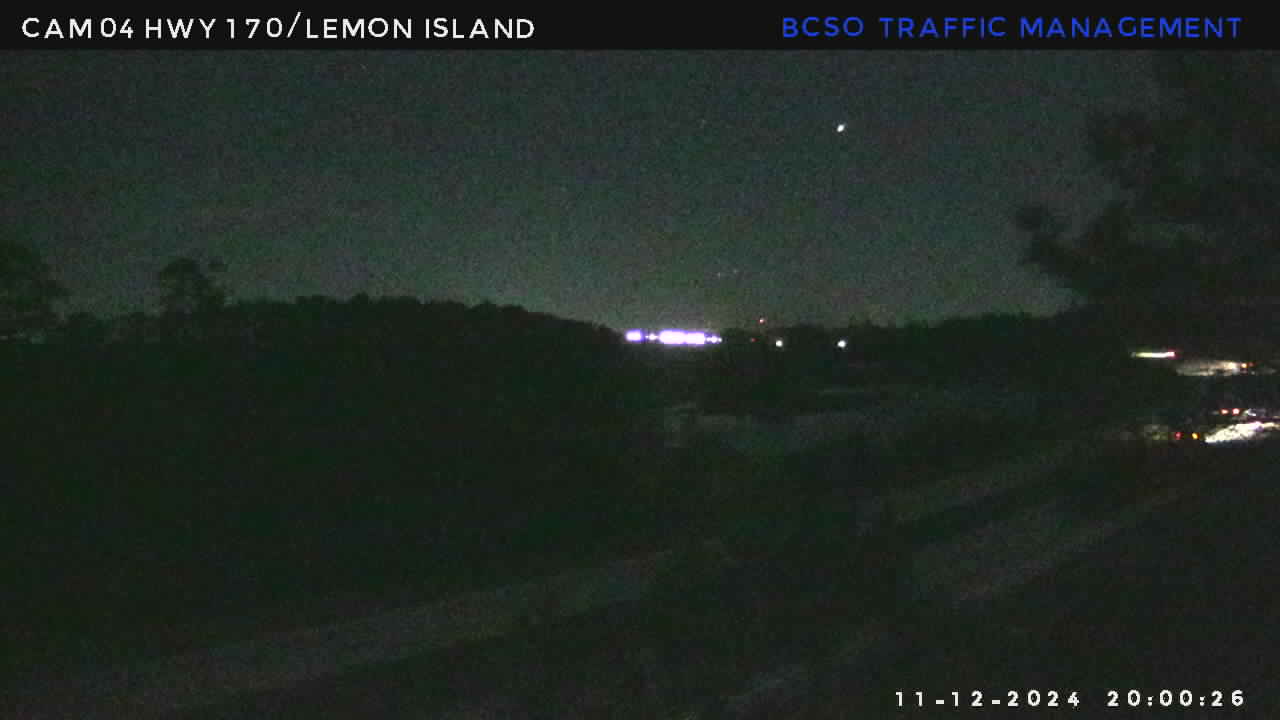 CAM04 HWY 170/LEMON ISLAND
BCSO TRAFFIC MANAGEMENT
11-12-2024 20:00:26